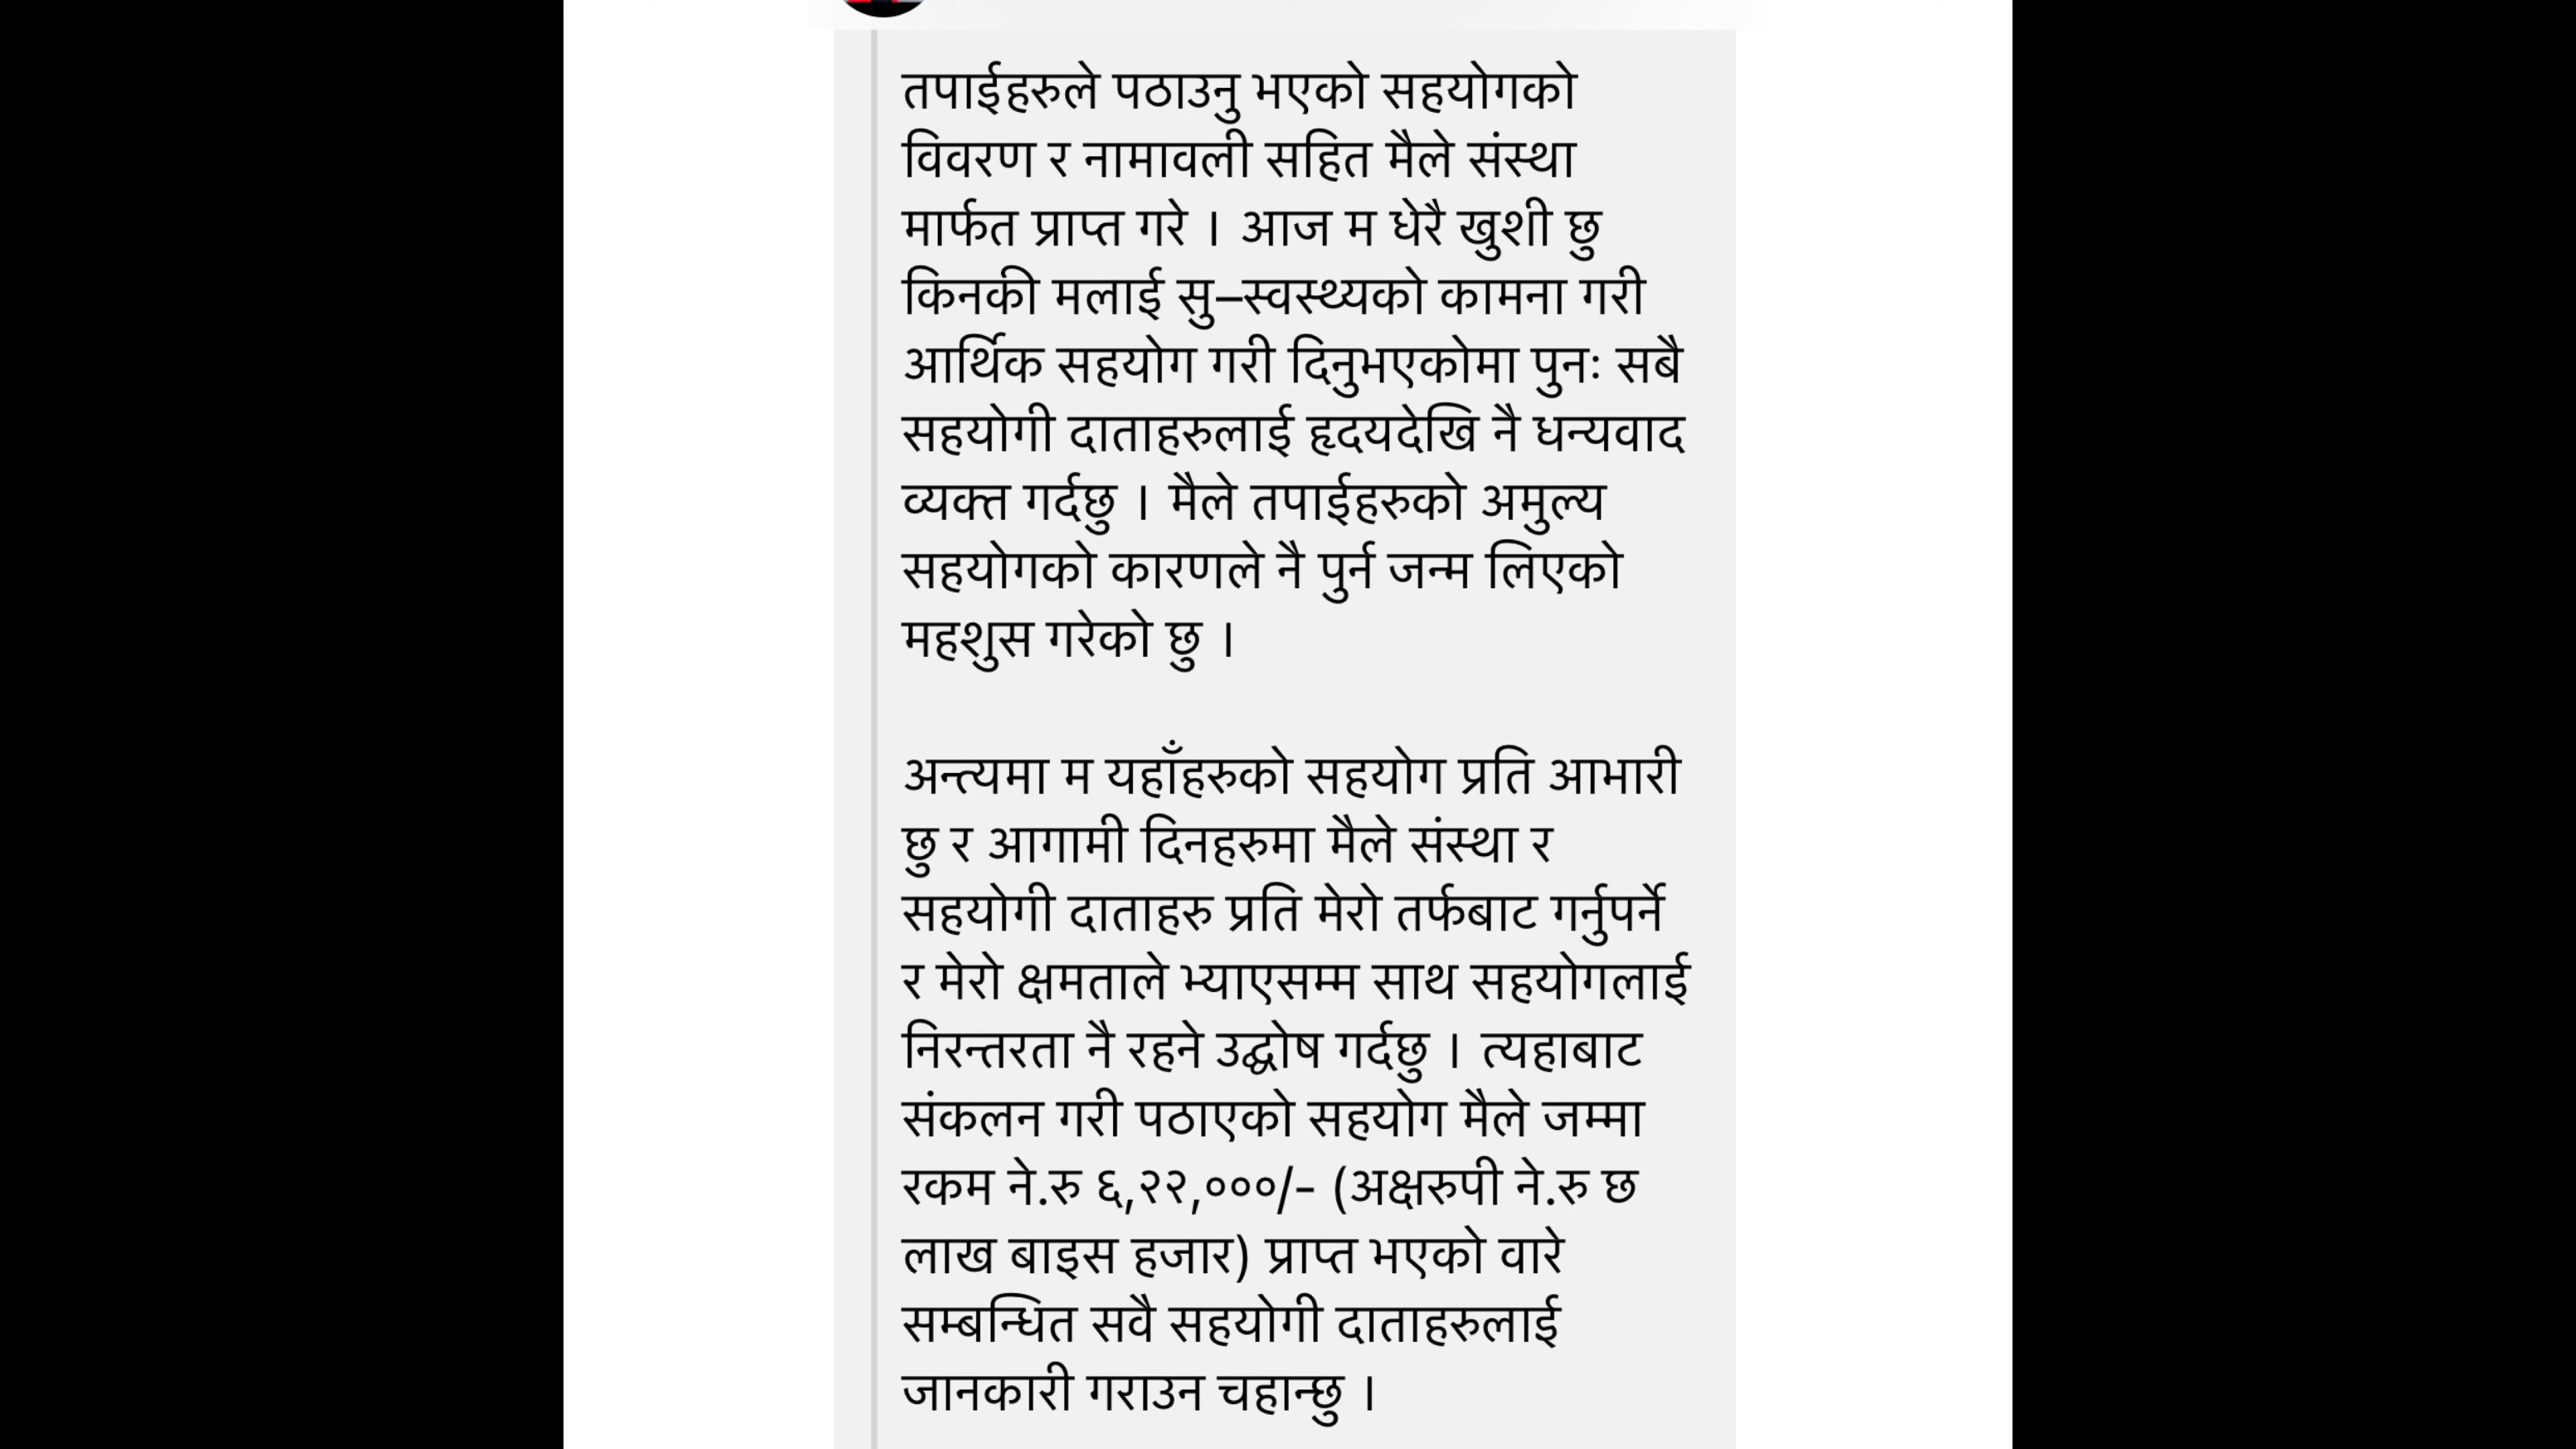 तपाईहरुले पठाउनु भएको सहयोगको
विवरण र नामावली सहित मैले संस्था
मार्फत प्राप्त गरे । आज म धेरै खुशी छु
किनकी मलाई सु–स्वस्थ्यको कामना गरी
आर्थिक सहयोग गरी दिनुभएकोमा पुनः सबै
सहयोगी दाताहरुलाई हृदयदेखि नै धन्यवाद
व्यक्त गर्दछु । मैले तपाईहरुको अमुल्य
सहयोगको कारणले नै पुर्न जन्म लिएको
महशुस गरेको छु ।
अन्त्यमा म यहाँहरुको सहयोग प्रति आभारी
छु र आगामी दिनहरुमा मैले संस्था र
सहयोगी दाताहरु प्रति मेरो तर्फबाट गर्नुपर्ने
र मेरो क्षमताले भ्याएसम्म साथ सहयोगलाई
निरन्तरता नै रहने उद्घोष गर्दछु । त्यहाबाट
संकलन गरी पठाएको सहयोग मैले जम्मा
रकम ने.रु ६,२२,०००/– (अक्षरुपी ने.रु छ
लाख बाइस हजार) प्राप्त भएको वारे
सम्बन्धित सवै सहयोगी दाताहरुलाई
जानकारी गराउन चहान्छु ।